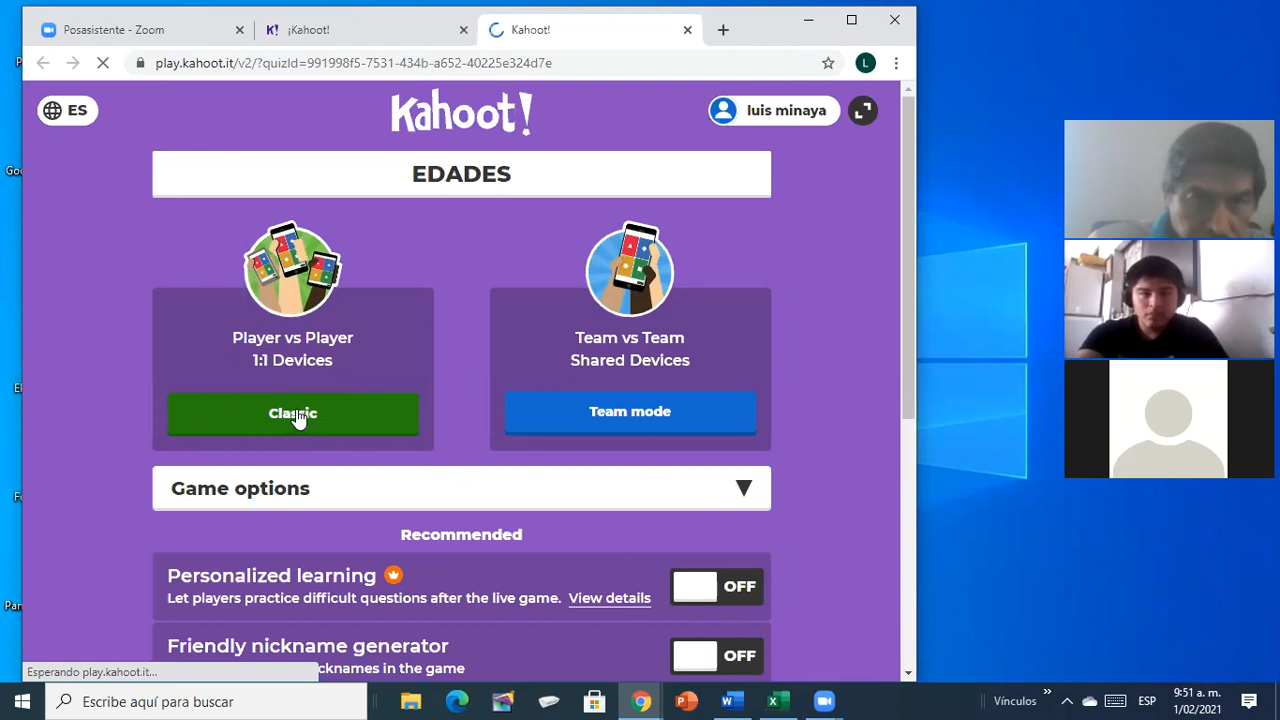 Posasistente - Zoom
K! ¡Kahoot!
Kahoot!
play.kahoot.it/v2/?quizId=991998f5-7531-434b-a652-40225e324d7e
L
ES
Kahoot!
luis minaya
EDADES
Player vs Player
1:1 Devices
Team vs Team
Shared Devices
Classic
Team mode
Game options
Recommended
Personalized learning
OFF
Let players practice difficult questions after the live game. View details
Friendly nickname generator
OFF
cknames in the game
Esperando play.kahoot.it...
Escribe aquí para buscar
Vínculos
ESP
9:51 a. m.
1/02/2021